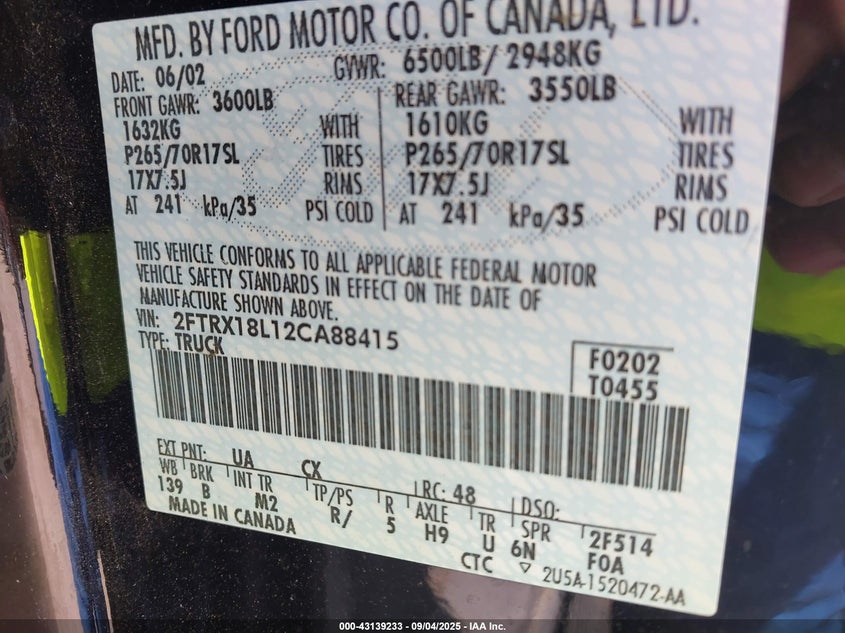 MFD. BY FORD MOTOR CO. OF CANADA, LTD.
DATE: 06/02 GVWR: 6500LB/ 2948KG
FRONT GAWR: 3600LB REAR GAWR: 3550LB
1632KG WITH 1610KG WITH
P265/70R17SL TIRES P265/70R17SL TIRES
17X7.5J RIMS 17X7.5J RIMS
AT 241 kPa/35 PSI COLD AT 241 kPa/35 PSI COLD
THIS VEHICLE CONFORMS TO ALL APPLICABLE FEDERAL MOTOR
VEHICLE SAFETY STANDARDS IN EFFECT ON THE DATE OF
MANUFACTURE SHOWN ABOVE.
VIN: 2FTRX18L12CA88415
TYPE: TRUCK
F0202
T0455
EXT PNT: UA CX RC: 48 DSO:
WB BRK INT TR TP/PS R AXLE TR SPR 2F514
139 B M2 R/ 5 H9 U 6N F0A
MADE IN CANADA CTC ▽ 2U5A-1520472-AA
000-43139233 - 09/04/2025 - IAA Inc.